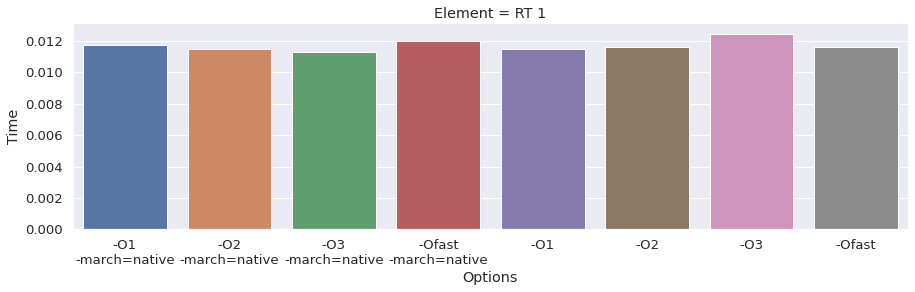 Element = RT 1
Time
0.012
0.010
0.008
0.006
0.004
0.002
0.000
-O1
-march=native
-O2
-march=native
-O3
-march=native
-Ofast
-march=native
-O1
-O2
-O3
-Ofast
Options